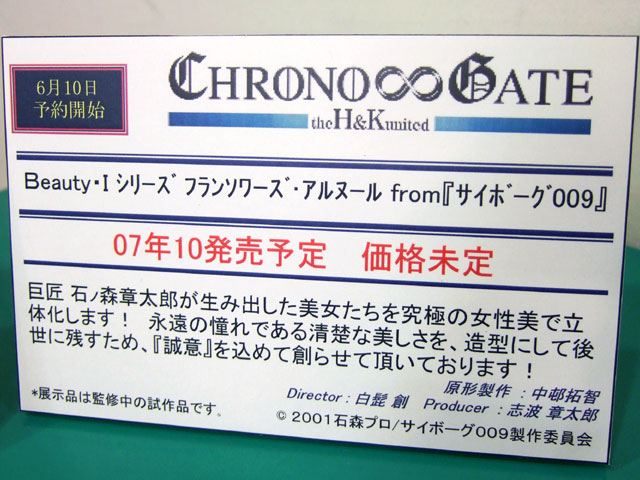 6月10日
予約開始
CHRONO∞GATE
the H&K united
Beauty・I シリーズ フランソワーズ・アルヌール from『サイボーグ009』
07年10発売予定 価格未定
巨匠 石ノ森章太郎が生み出した美女たちを究極の女性美で立
体化します! 永遠の憧れである清楚な美しさを、造型にして後
世に残すため、『誠意』を込めて創らせて頂いております!
原形製作 : 中邨拓智
Director : 白髭 創 Producer : 志波 章太郎
*展示品は監修中の試作品です。
© 2001石森プロ/サイボーグ009製作委員会